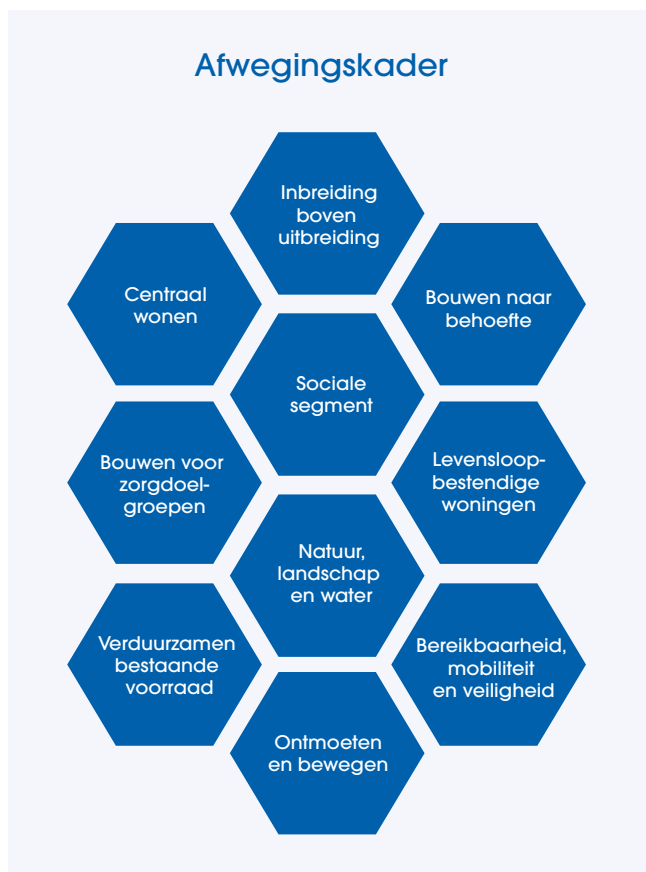 Afwegingskader
Inbreiding
boven
uitbreiding
Centraal
wonen
Bouwen naar
behoefte
Sociale
segment
Bouwen voor
zorgdoel-
groepen
Levensloop-
bestendige
woningen
Natuur,
landschap
en water
Verduurzamen
bestaande
voorraad
Bereikbaarheid,
mobiliteit
en veiligheid
Ontmoeten
en bewegen